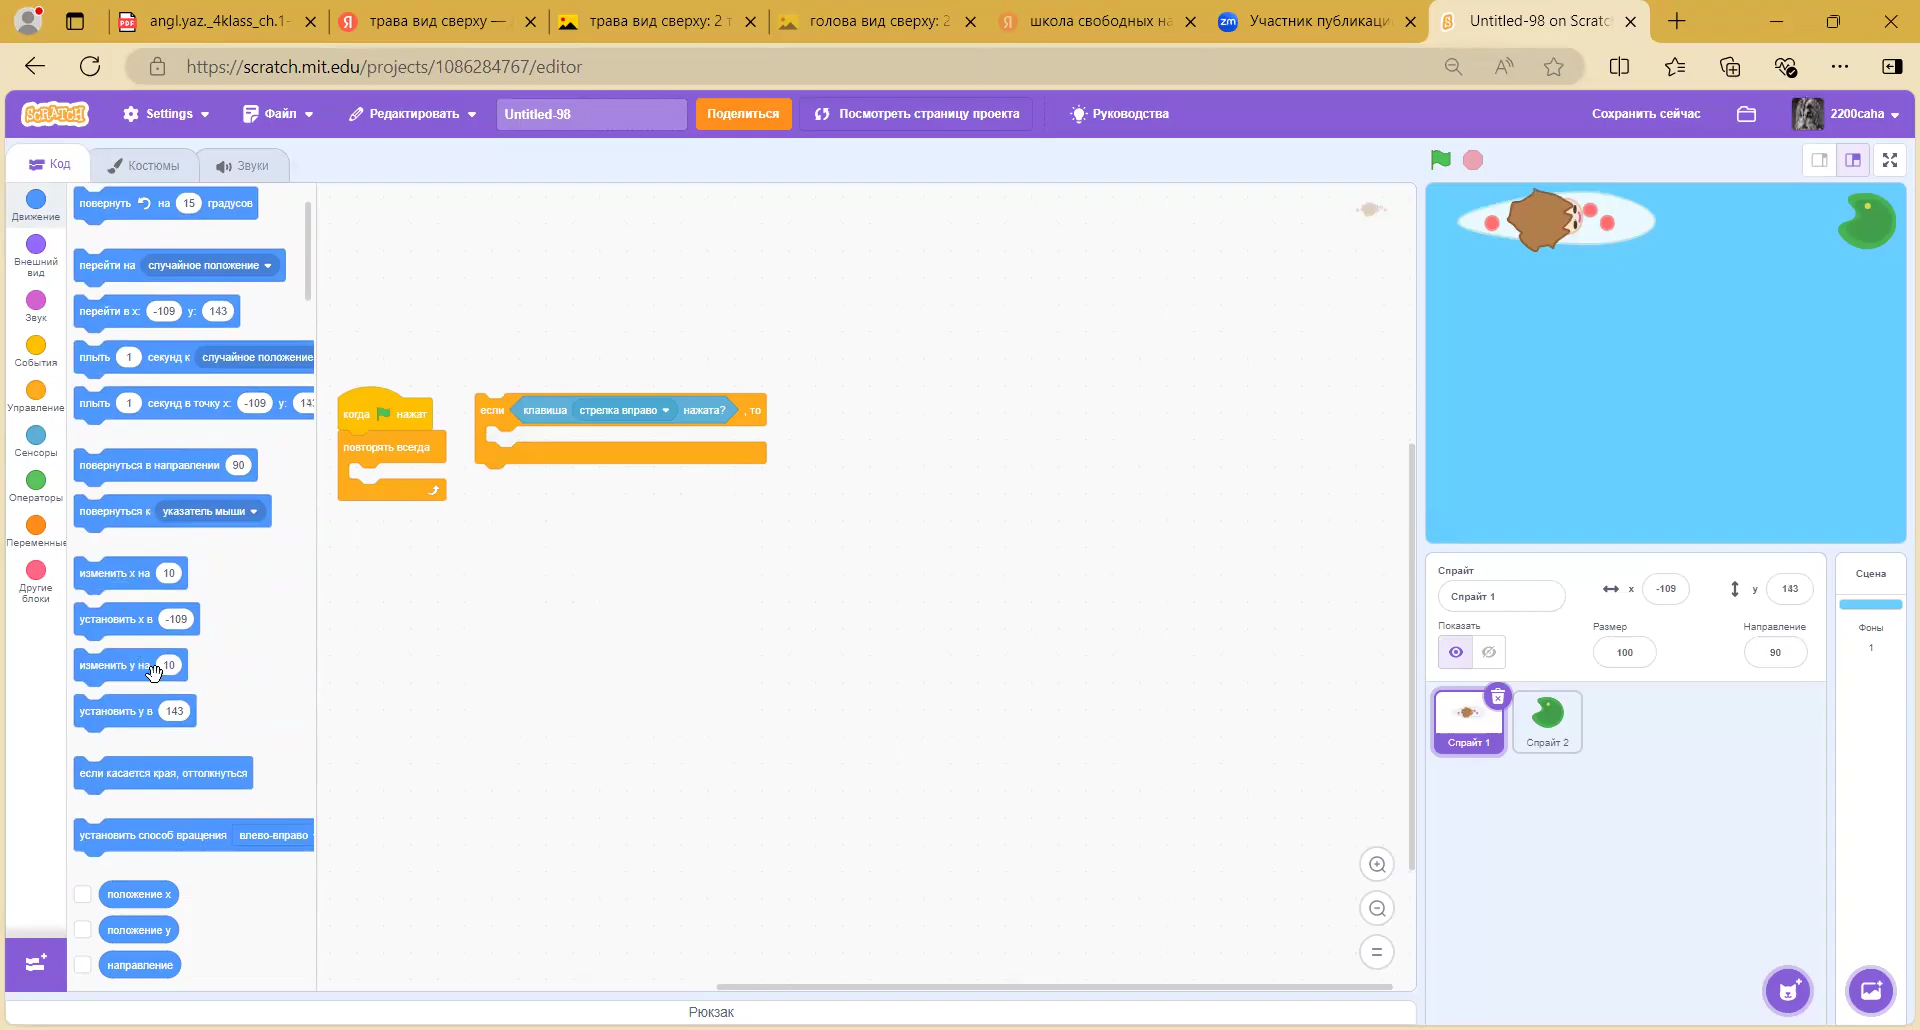 angl.yaz._4klass_ch.1-
трава вид сверху —
трава вид сверху: 2 т
голова вид сверху: 2
школа свободных на
Участник публикаци
Untitled-98 on Scratc
https://scratch.mit.edu/projects/1086284767/editor
SCRATCH
Settings
Файл
Редактировать
Untitled-98
Поделиться
Посмотреть страницу проекта
Руководства
Сохранить сейчас
2200caha
Код
Костюмы
Звуки
Движение
Внешний
вид
Звук
События
Управление
Сенсоры
Операторы
Переменные
Другие
блоки
повернуть на 15 градусов
перейти на случайное положение
перейти в x: -109 y: 143
плыть 1 секунд к случайное положение
плыть 1 секунд в точку x: -109 y: 14
повернуться в направлении 90
повернуться к указатель мыши
изменить x на 10
установить x в -109
изменить y на 10
установить y в 143
если касается края, оттолкнуться
установить способ вращения влево-вправо
положение x
положение y
направление
когда нажат
повторять всегда
если клавиша стрелка вправо нажата? , то
Спрайт
Спрайт 1
x -109
y 143
Показать
Размер
100
Направление
90
Спрайт 1
Спрайт 2
Сцена
Фоны
1
Рюкзак